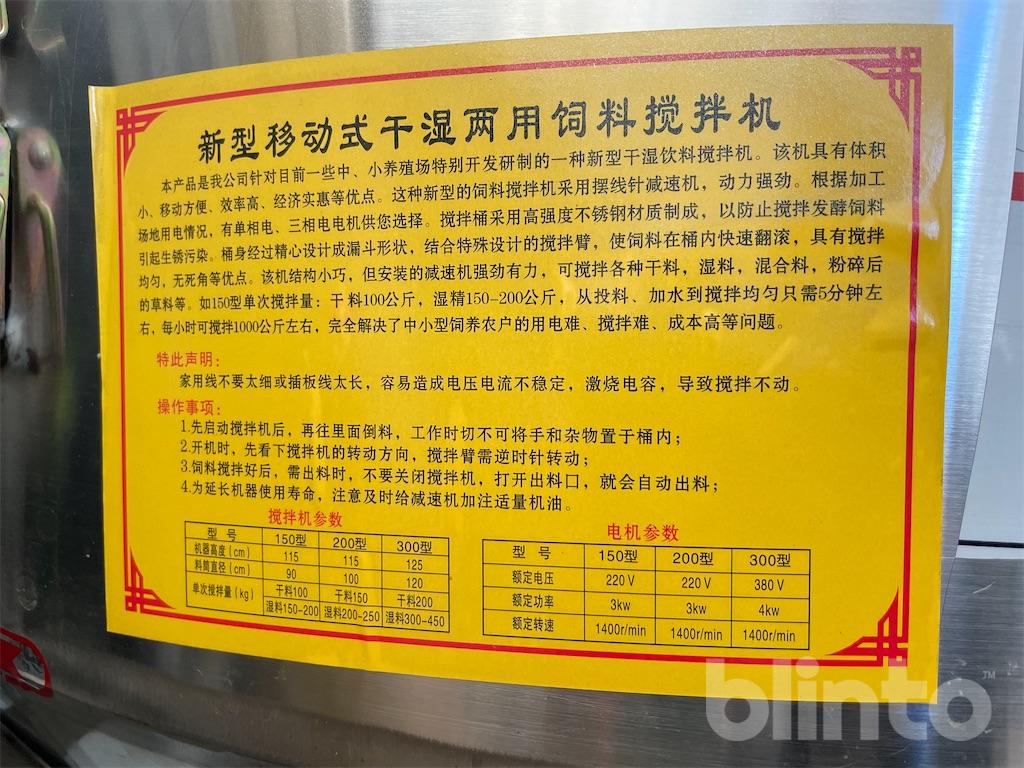 新型移动式干湿两用饲料搅拌机
本产品是我公司针对目前一些中、小养殖场特别开发研制的一种新型干湿饮料搅拌机。该机具有体积
小、移动方便、效率高、经济实惠等优点。这种新型的饲料搅拌机采用摆线针减速机，动力强劲。根据加工
场地用电情况，有单相电、三相电电机供您选择。搅拌桶采用高强度不锈钢材质制成，以防止搅拌发酵饲料
引起生锈污染。桶身经过精心设计成漏斗形状，结合特殊设计的搅拌臂，使饲料在桶内快速翻滚，具有搅拌
均匀，无死角等优点。该机结构小巧，但安装的减速机强劲有力，可搅拌各种干料，湿料，混合料，粉碎后
的草料等。如150型单次搅拌量：干料100公斤，湿精150-200公斤，从投料、加水到搅拌均匀只需5分钟左
右，每小时可搅拌1000公斤左右，完全解决了中小型饲养农户的用电难、搅拌难、成本高等问题。
特此声明：
家用线不要太细或插板线太长，容易造成电压电流不稳定，激烧电容，导致搅拌不动。
操作事项：
1.先启动搅拌机后，再往里面倒料，工作时切不可将手和杂物置于桶内；
2.开机时，先看下搅拌机的转动方向，搅拌臂需逆时针转动；
3.饲料搅拌好后，需出料时，不要关闭搅拌机，打开出料口，就会自动出料；
4.为延长机器使用寿命，注意及时给减速机加注适量机油。
搅拌机参数
型 号 150型 200型 300型
机器高度(cm) 115 115 125
料筒直径(cm) 90 100 120
单次搅拌量(kg) 干料100 干料150 干料200
湿料150-200 湿料200-250 湿料300-450
电机参数
型 号 150型 200型 300型
额定电压 220V 220V 380V
额定功率 3kw 3kw 4kw
额定转速 1400r/min 1400r/min 1400r/min
blinto™